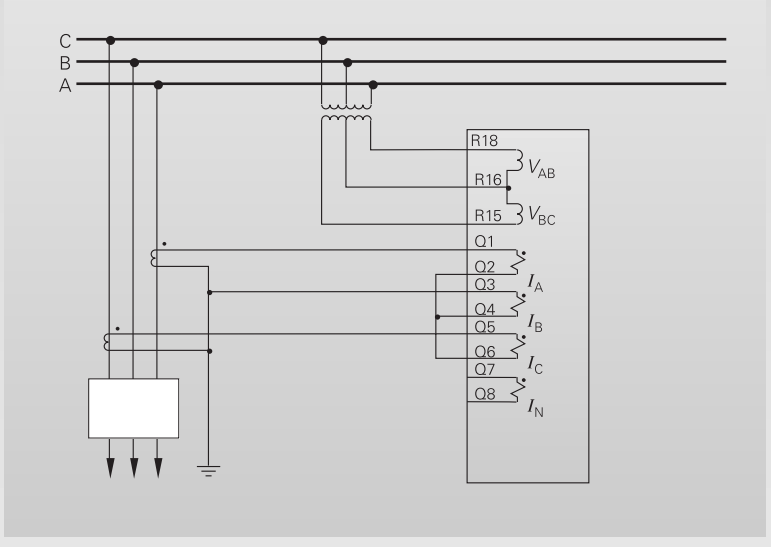 C
B
A
R18
V_AB
R16
R15
V_BC
Q1
Q2
I_A
Q3
Q4
I_B
Q5
Q6
I_C
Q7
Q8
I_N